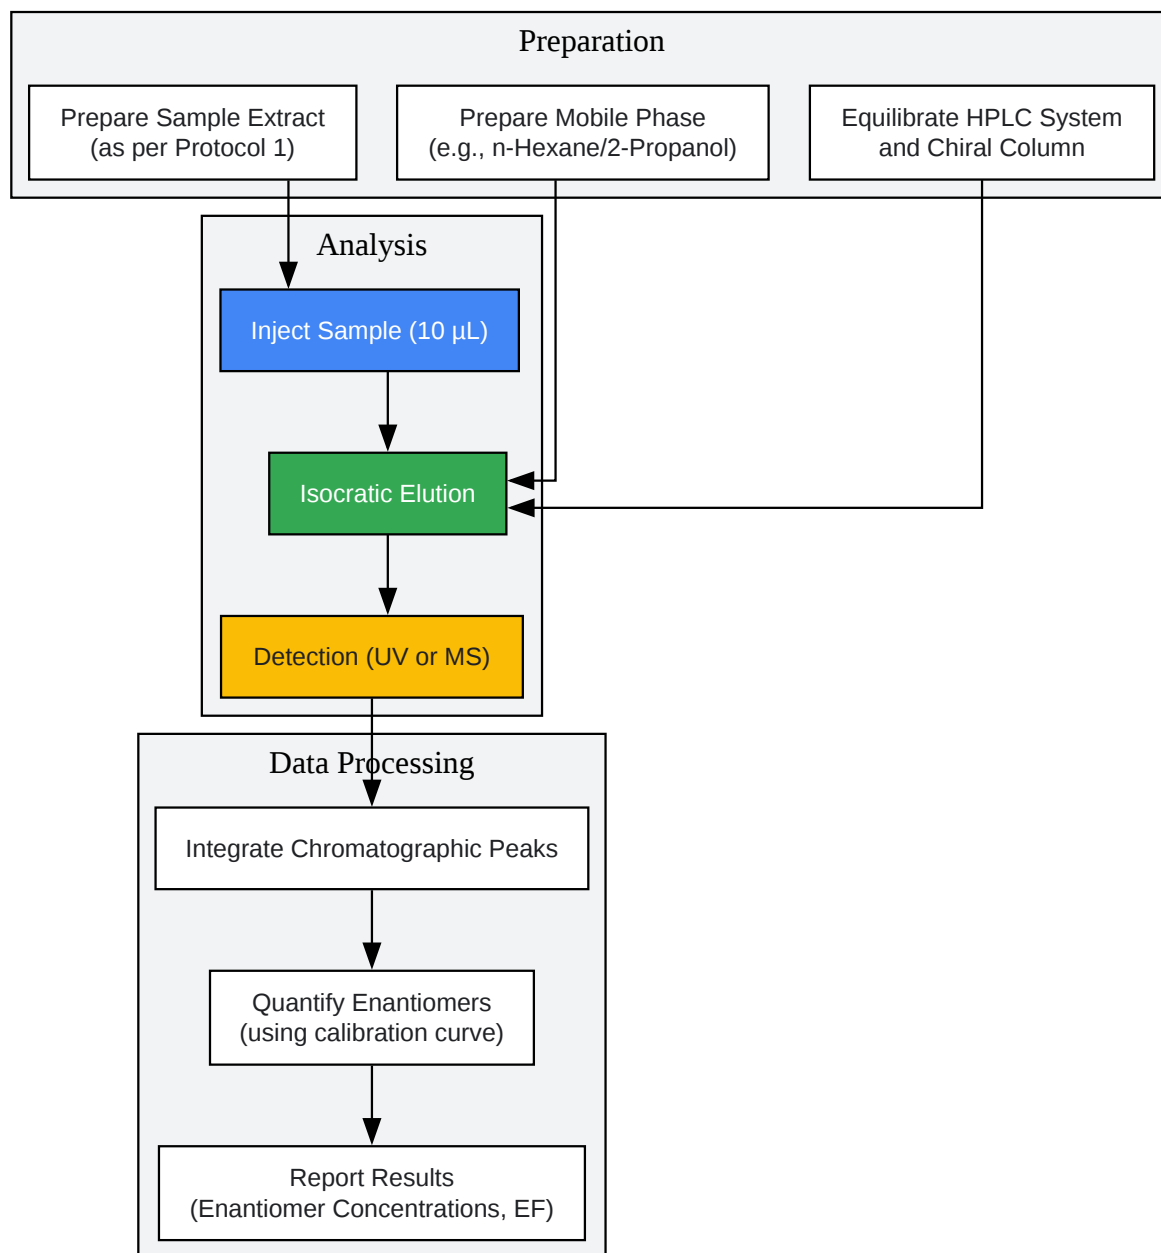 Preparation
Prepare Sample Extract
(as per Protocol 1)
Prepare Mobile Phase
(e.g., n-Hexane/2-Propanol)
Equilibrate HPLC System
and Chiral Column
Analysis
Inject Sample (10 µL)
Isocratic Elution
Detection (UV or MS)
Data Processing
Integrate Chromatographic Peaks
Quantify Enantiomers
(using calibration curve)
Report Results
(Enantiomer Concentrations, EF)